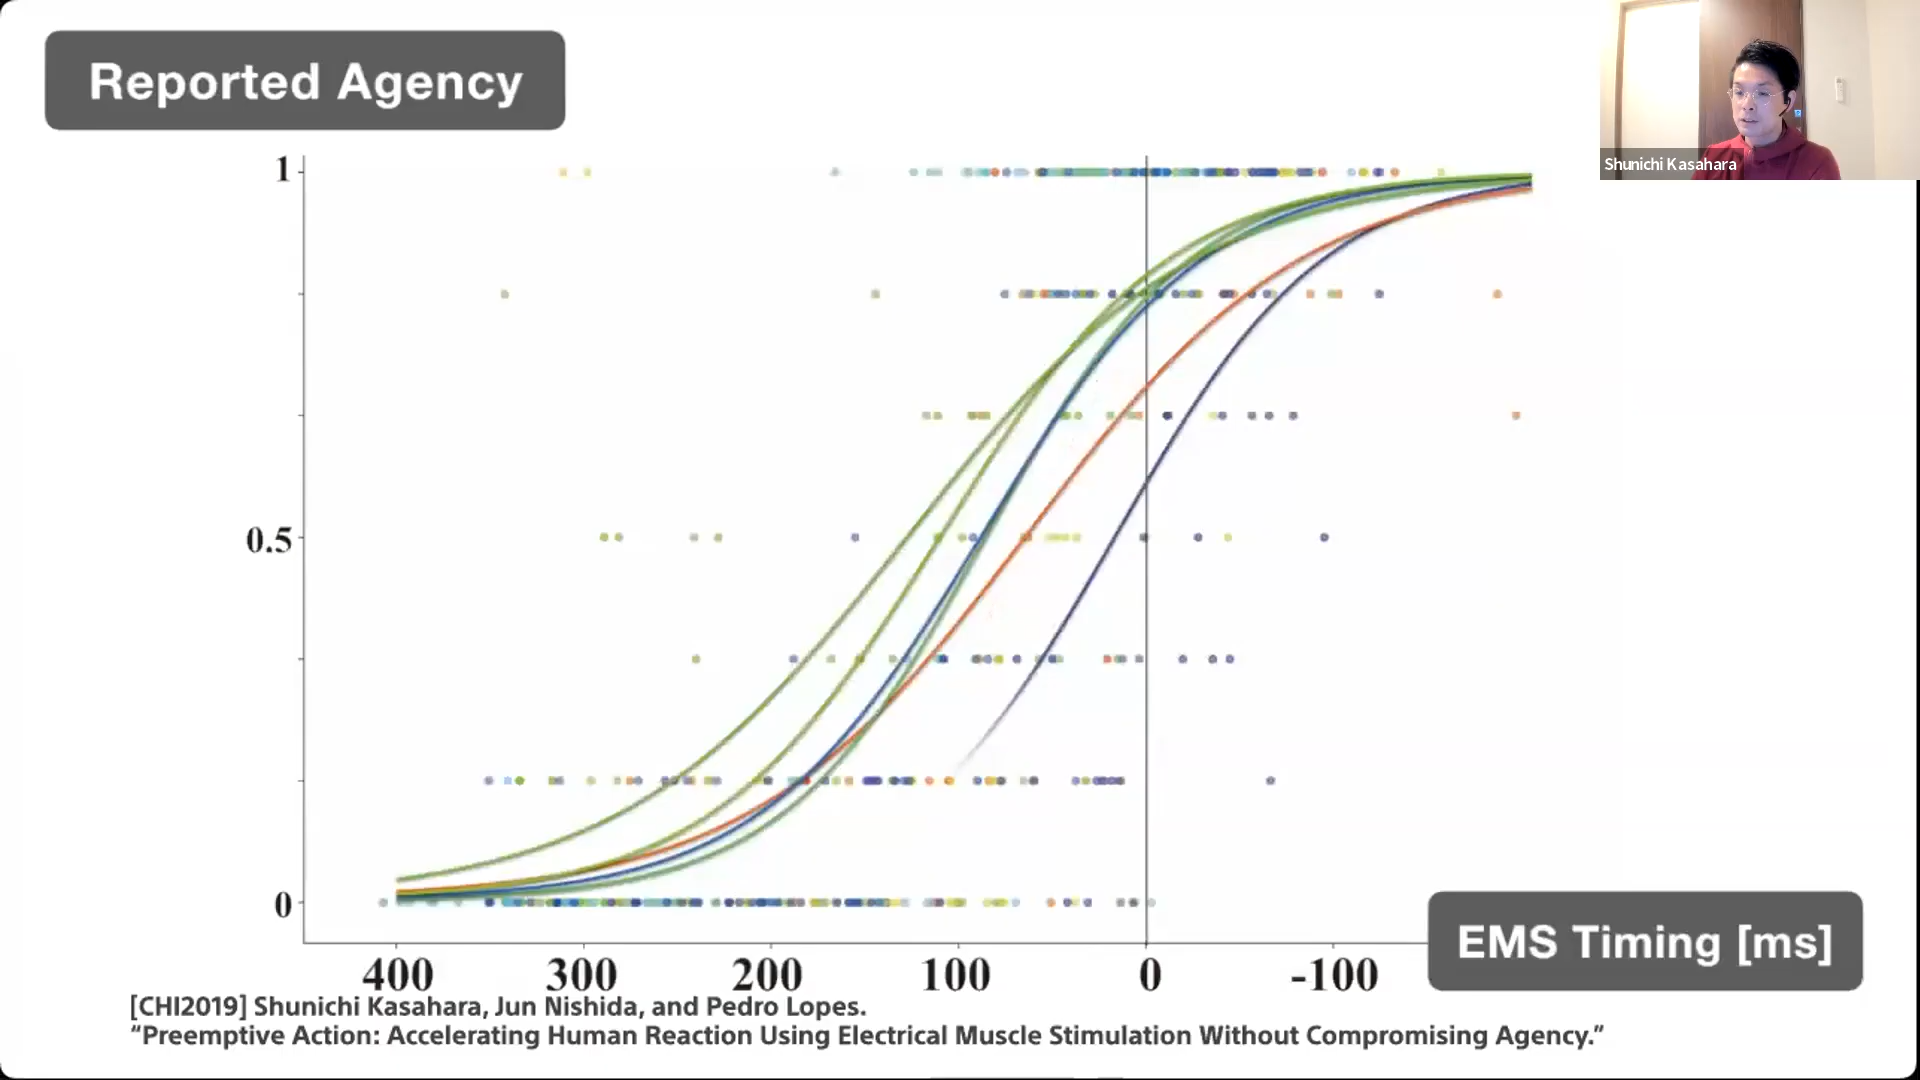 Reported Agency
Shunichi Kasahara
1
0.5
0
400 300 200 100 0 -100
EMS Timing [ms]
[CHI2019] Shunichi Kasahara, Jun Nishida, and Pedro Lopes.
“Preemptive Action: Accelerating Human Reaction Using Electrical Muscle Stimulation Without Compromising Agency.”